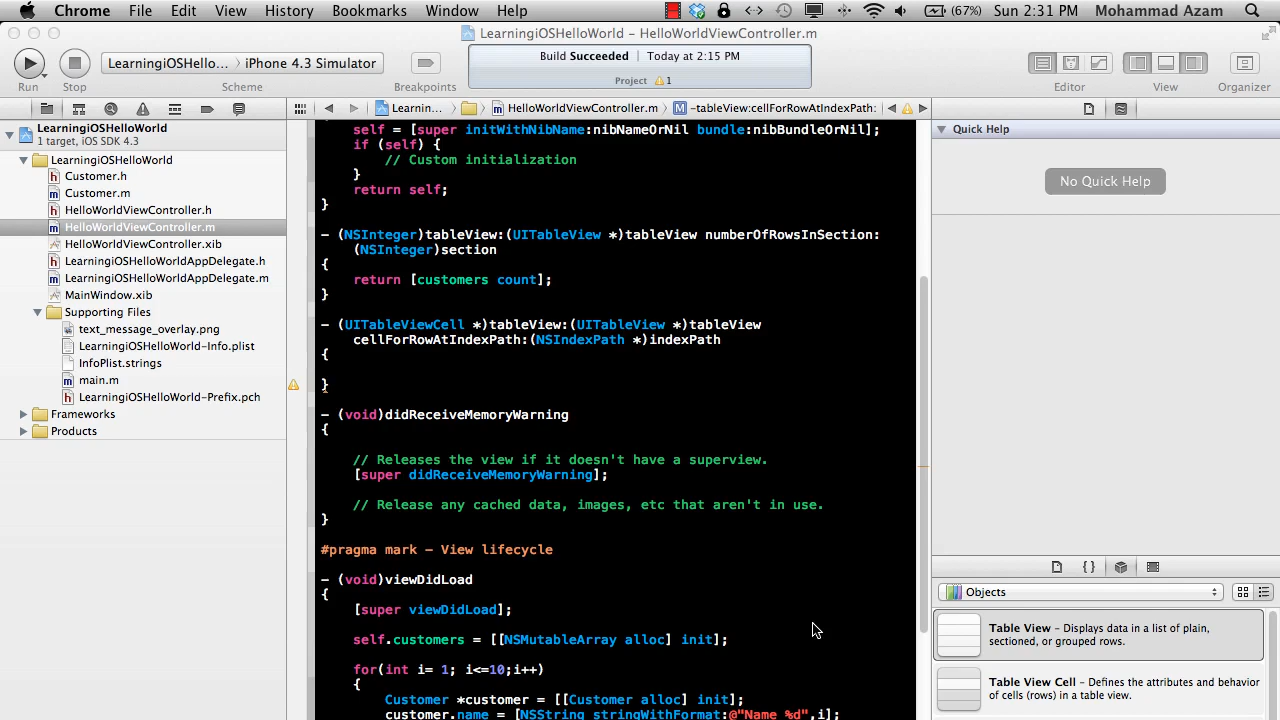 Chrome File Edit View History Bookmarks Window Help (67%) Sun 2:31 PM Mohammad Azam
LearningiOSHelloWorld – HelloWorldViewController.m
Build Succeeded | Today at 2:15 PM
Project 1
LearningiOSHello... iPhone 4.3 Simulator
Run Stop Scheme Breakpoints Editor View Organizer
Learnin... HelloWorldViewController.m M -tableView:cellForRowAtIndexPath:
LearningiOSHelloWorld
1 target, iOS SDK 4.3
LearningiOSHelloWorld
h Customer.h
m Customer.m
h HelloWorldViewController.h
m HelloWorldViewController.m
HelloWorldViewController.xib
h LearningiOSHelloWorldAppDelegate.h
m LearningiOSHelloWorldAppDelegate.m
MainWindow.xib
Supporting Files
text_message_overlay.png
LearningiOSHelloWorld-Info.plist
InfoPlist.strings
m main.m
LearningiOSHelloWorld-Prefix.pch
Frameworks
Products
self = [super initWithNibName:nibNameOrNil bundle:nibBundleOrNil];
if (self) {
// Custom initialization
}
return self;
}
- (NSInteger)tableView:(UITableView *)tableView numberOfRowsInSection:
(NSInteger)section
{
return [customers count];
}
- (UITableViewCell *)tableView:(UITableView *)tableView
cellForRowAtIndexPath:(NSIndexPath *)indexPath
{
}
- (void)didReceiveMemoryWarning
{
// Releases the view if it doesn't have a superview.
[super didReceiveMemoryWarning];
// Release any cached data, images, etc that aren't in use.
}
#pragma mark - View lifecycle
- (void)viewDidLoad
{
[super viewDidLoad];
self.customers = [[NSMutableArray alloc] init];
for(int i= 1; i<=10;i++)
{
Customer *customer = [[Customer alloc] init];
customer.name = [NSString stringWithFormat:@"Name %d",i];
Quick Help
No Quick Help
{ }
Objects
Table View – Displays data in a list of plain,
sectioned, or grouped rows.
Table View Cell – Defines the attributes and behavior
of cells (rows) in a table view.